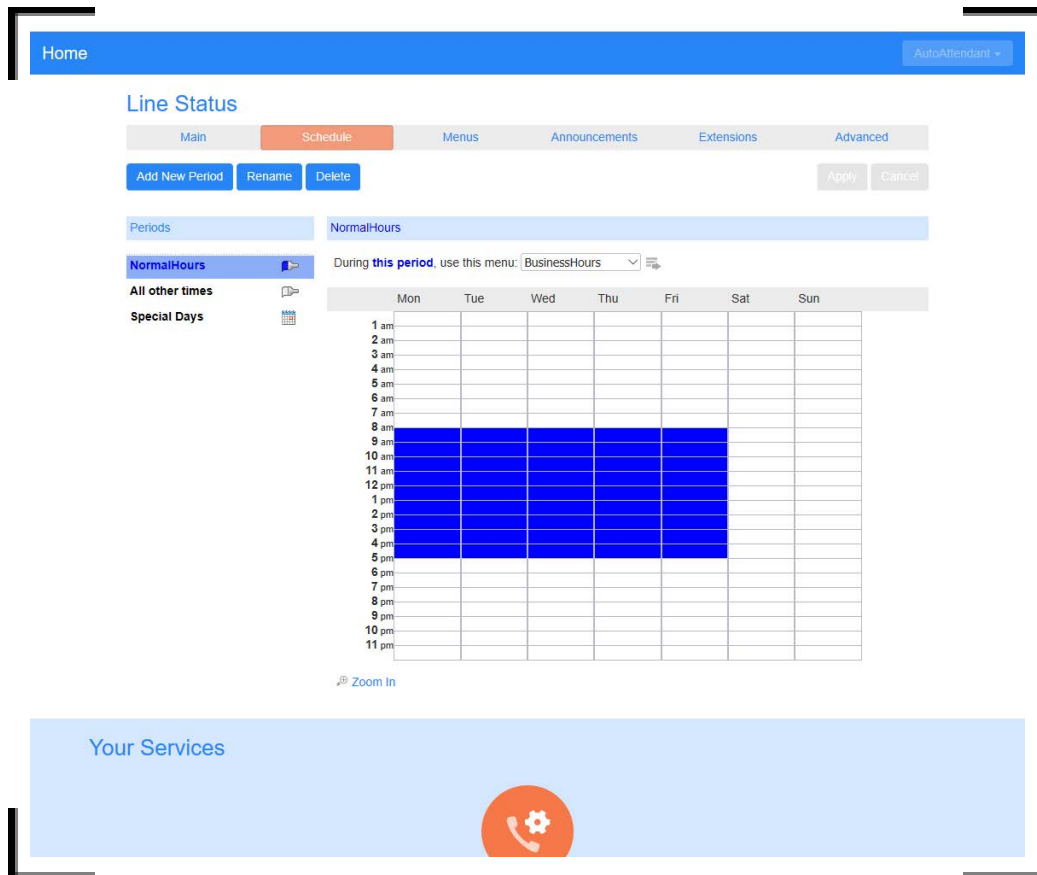 Home
AutoAttendant
Line Status
Main Schedule Menus Announcements Extensions Advanced
Add New Period Rename Delete Apply Cancel
Periods
NormalHours
NormalHours
All other times
Special Days
During this period, use this menu: BusinessHours
Mon Tue Wed Thu Fri Sat Sun
1 am
2 am
3 am
4 am
5 am
6 am
7 am
8 am
9 am
10 am
11 am
12 pm
1 pm
2 pm
3 pm
4 pm
5 pm
6 pm
7 pm
8 pm
9 pm
10 pm
11 pm
Zoom In
Your Services